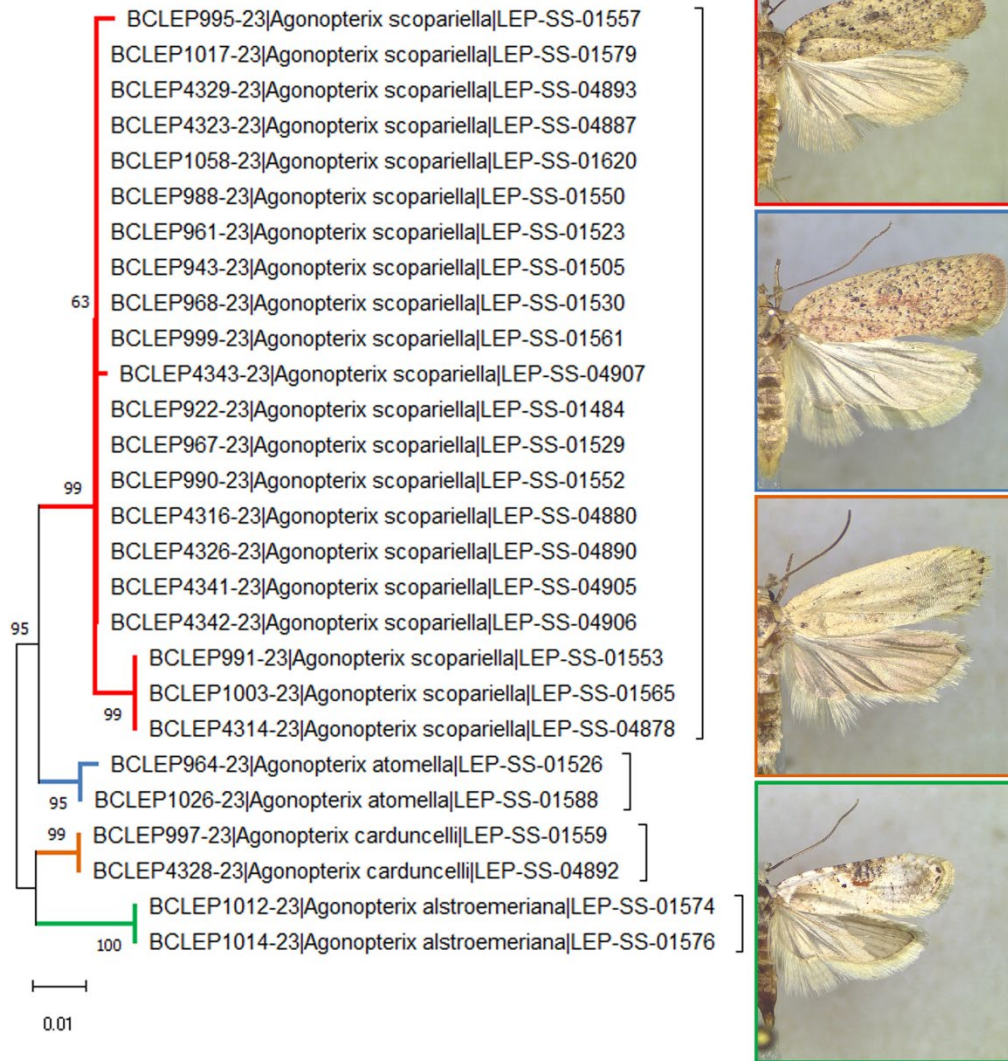 BCLEP995-23|Agonopterix scopariella|LEP-SS-01557
BCLEP1017-23|Agonopterix scopariella|LEP-SS-01579
BCLEP4329-23|Agonopterix scopariella|LEP-SS-04893
BCLEP4323-23|Agonopterix scopariella|LEP-SS-04887
BCLEP1058-23|Agonopterix scopariella|LEP-SS-01620
BCLEP988-23|Agonopterix scopariella|LEP-SS-01550
BCLEP961-23|Agonopterix scopariella|LEP-SS-01523
BCLEP943-23|Agonopterix scopariella|LEP-SS-01505
63
BCLEP968-23|Agonopterix scopariella|LEP-SS-01530
BCLEP999-23|Agonopterix scopariella|LEP-SS-01561
BCLEP4343-23|Agonopterix scopariella|LEP-SS-04907
BCLEP922-23|Agonopterix scopariella|LEP-SS-01484
BCLEP967-23|Agonopterix scopariella|LEP-SS-01529
99
BCLEP990-23|Agonopterix scopariella|LEP-SS-01552
BCLEP4316-23|Agonopterix scopariella|LEP-SS-04880
BCLEP4326-23|Agonopterix scopariella|LEP-SS-04890
BCLEP4341-23|Agonopterix scopariella|LEP-SS-04905
95
BCLEP4342-23|Agonopterix scopariella|LEP-SS-04906
BCLEP991-23|Agonopterix scopariella|LEP-SS-01553
BCLEP1003-23|Agonopterix scopariella|LEP-SS-01565
99
BCLEP4314-23|Agonopterix scopariella|LEP-SS-04878
BCLEP964-23|Agonopterix atomella|LEP-SS-01526
95
BCLEP1026-23|Agonopterix atomella|LEP-SS-01588
99
BCLEP997-23|Agonopterix carduncelli|LEP-SS-01559
BCLEP4328-23|Agonopterix carduncelli|LEP-SS-04892
BCLEP1012-23|Agonopterix alstroemeriana|LEP-SS-01574
100
BCLEP1014-23|Agonopterix alstroemeriana|LEP-SS-01576
0.01